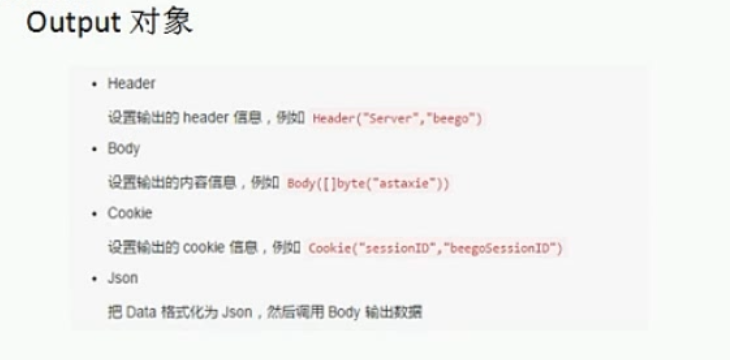 Output 对象
• Header
设置输出的 header 信息，例如 Header("Server","beego")
• Body
设置输出的内容信息，例如 Body([]byte("astaxie"))
• Cookie
设置输出的 cookie 信息，例如 Cookie("sessionID","beegoSessionID")
• Json
把 Data 格式化为 Json，然后调用 Body 输出数据